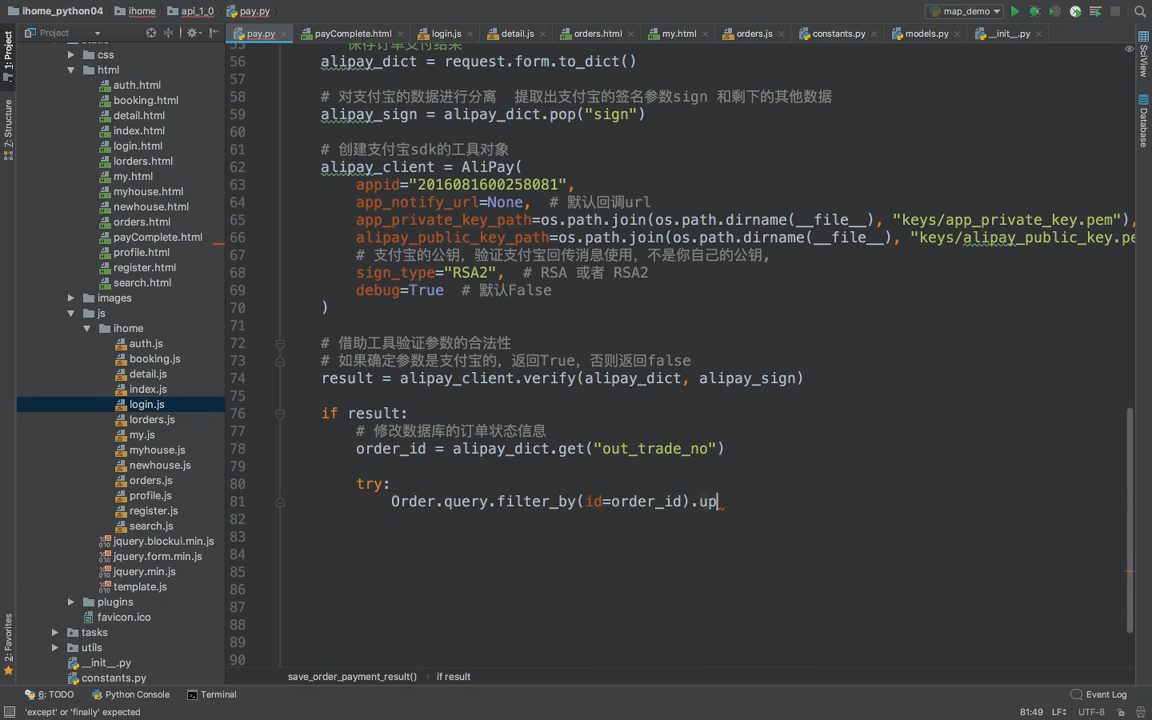 ihome_python04
ihome
api_1_0
pay.py
map_demo
Project
pay.py
payComplete.html
login.js
detail.js
orders.html
my.html
orders.js
constants.py
models.py
__init__.py
1: Project
7: Structure
2: Favorites
SciView
Database
css
html
auth.html
booking.html
detail.html
index.html
login.html
lorders.html
my.html
myhouse.html
newhouse.html
orders.html
payComplete.html
profile.html
register.html
search.html
images
js
ihome
auth.js
booking.js
detail.js
index.js
login.js
lorders.js
my.js
myhouse.js
newhouse.js
orders.js
profile.js
register.js
search.js
jquery.blockui.min.js
jquery.form.min.js
jquery.min.js
template.js
plugins
favicon.ico
tasks
utils
__init__.py
constants.py
55 保存订单支付结果
56 alipay_dict = request.form.to_dict()
57
58 # 对支付宝的数据进行分离 提取出支付宝的签名参数sign 和剩下的其他数据
59 alipay_sign = alipay_dict.pop("sign")
60
61 # 创建支付宝sdk的工具对象
62 alipay_client = AliPay(
63 appid="2016081600258081",
64 app_notify_url=None, # 默认回调url
65 app_private_key_path=os.path.join(os.path.dirname(__file__), "keys/app_private_key.pem"),
66 alipay_public_key_path=os.path.join(os.path.dirname(__file__), "keys/alipay_public_key.pe
67 # 支付宝的公钥，验证支付宝回传消息使用，不是你自己的公钥,
68 sign_type="RSA2", # RSA 或者 RSA2
69 debug=True # 默认False
70 )
71
72 # 借助工具验证参数的合法性
73 # 如果确定参数是支付宝的，返回True，否则返回false
74 result = alipay_client.verify(alipay_dict, alipay_sign)
75
76 if result:
77 # 修改数据库的订单状态信息
78 order_id = alipay_dict.get("out_trade_no")
79
80 try:
81 Order.query.filter_by(id=order_id).up
82
83
84
85
86
87
88
89
90
save_order_payment_result()
if result
6: TODO
Python Console
Terminal
Event Log
'except' or 'finally' expected
81:49
LF
UTF-8